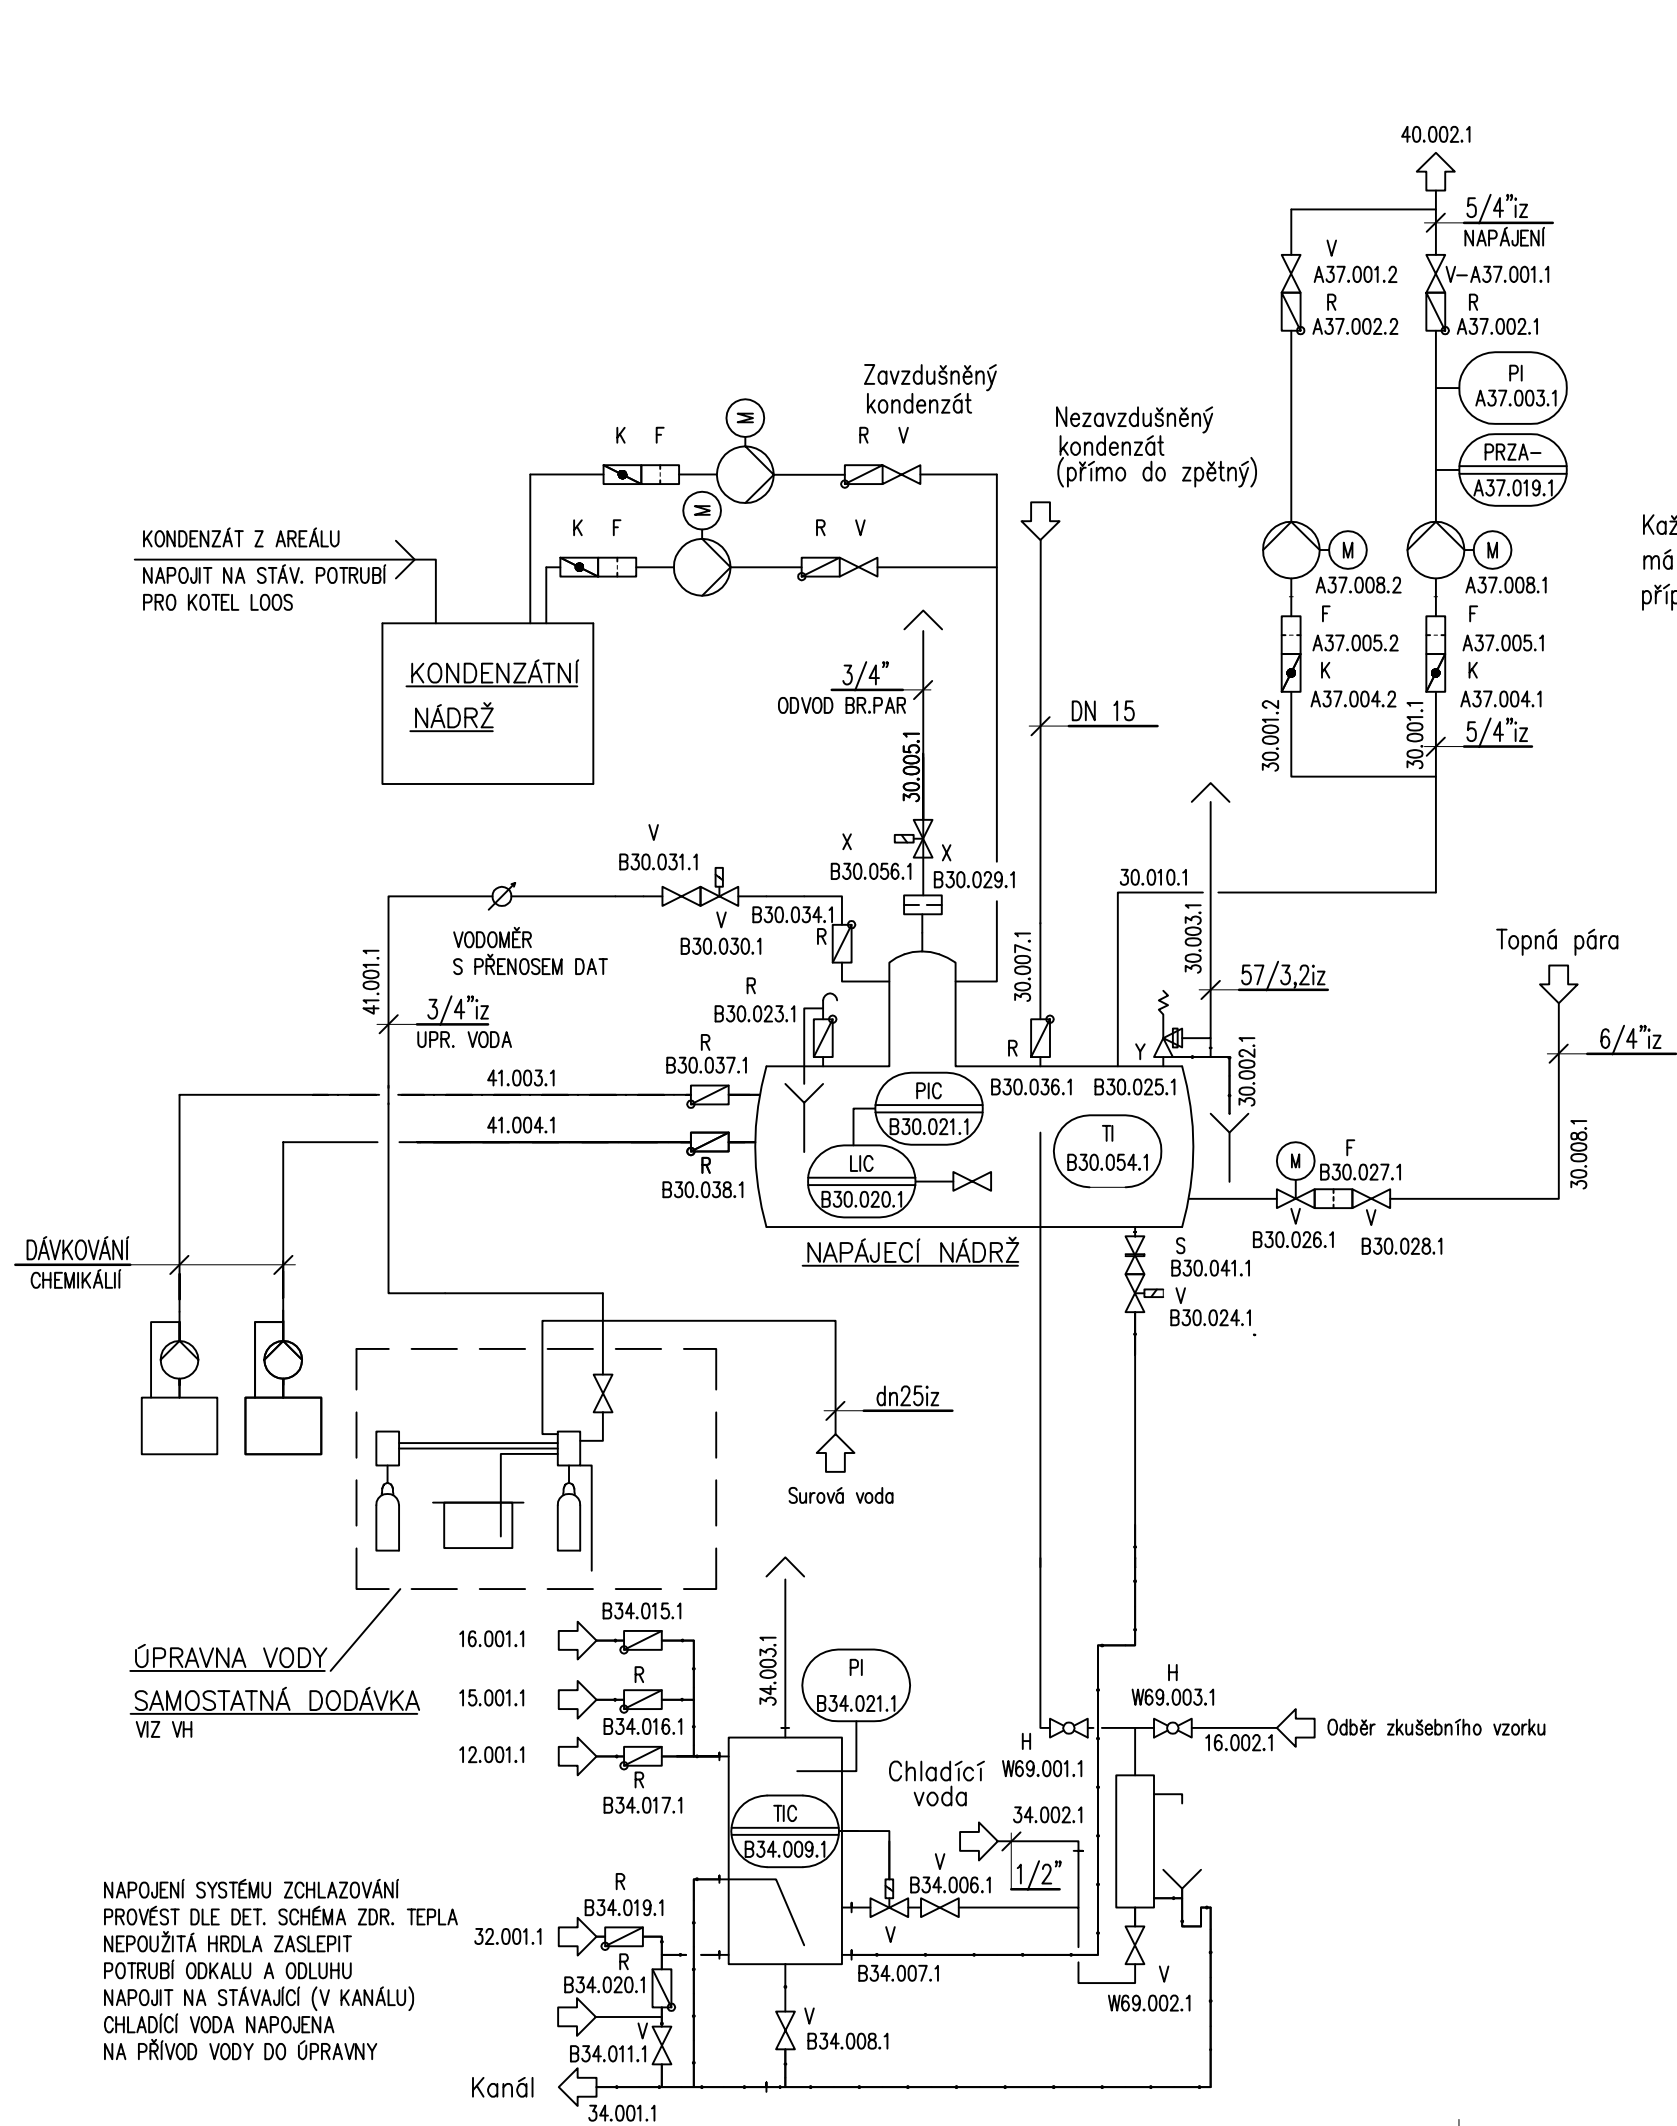 40.002.1
5/4"iz
NAPÁJENÍ
V
A37.001.2
V-A37.001.1
R
A37.002.2
R
A37.002.1
PI
A37.003.1
PRZA-
A37.019.1
M
A37.008.2
M
A37.008.1
F
A37.005.2
F
A37.005.1
K
A37.004.2
K
A37.004.1
30.001.2
30.001.1
5/4"iz
Kaž
má
příp
Zavzdušněný
kondenzát
K F
M
R V
K F
M
R V
Nezavzdušněný
kondenzát
(přímo do zpětný)
KONDENZÁT Z AREÁLU
NAPOJIT NA STÁV. POTRUBÍ
PRO KOTEL LOOS
KONDENZÁTNÍ
NÁDRŽ
3/4"
ODVOD BR.PAR
30.005.1
DN 15
X
B30.056.1
X
B30.029.1
V
B30.031.1
V
B30.030.1
B30.034.1
R
VODOMĚR
S PŘENOSEM DAT
41.001.1
3/4"iz
UPR. VODA
R
B30.023.1
R
B30.037.1
41.003.1
41.004.1
R
B30.038.1
30.007.1
R
B30.036.1
30.010.1
30.003.1
57/3,2iz
Y
B30.025.1
30.002.1
PIC
B30.021.1
LIC
B30.020.1
TI
B30.054.1
Topná pára
6/4"iz
30.008.1
M
F
B30.027.1
V
B30.026.1
V
B30.028.1
NAPÁJECÍ NÁDRŽ
S
B30.041.1
V
B30.024.1
DÁVKOVÁNÍ
CHEMIKÁLIÍ
dn25iz
Surová voda
ÚPRAVNA VODY
SAMOSTATNÁ DODÁVKA
VIZ VH
16.001.1
B34.015.1
R
15.001.1
B34.016.1
12.001.1
R
B34.017.1
34.003.1
PI
B34.021.1
TIC
B34.009.1
Chladící
voda
34.002.1
1/2"
H
W69.001.1
H
W69.003.1
16.002.1
Odběr zkušebního vzorku
V
B34.006.1
V
B34.007.1
V
W69.002.1
NAPOJENÍ SYSTÉMU ZCHLAZOVÁNÍ
PROVÉST DLE DET. SCHÉMA ZDR. TEPLA
NEPOUŽITÁ HRDLA ZASLEPIT
POTRUBÍ ODKALU A ODLUHU
NAPOJIT NA STÁVAJÍCÍ (V KANÁLU)
CHLADÍCÍ VODA NAPOJENA
NA PŘÍVOD VODY DO ÚPRAVNY
R
B34.019.1
32.001.1
R
B34.020.1
V
B34.011.1
V
B34.008.1
Kanál
34.001.1